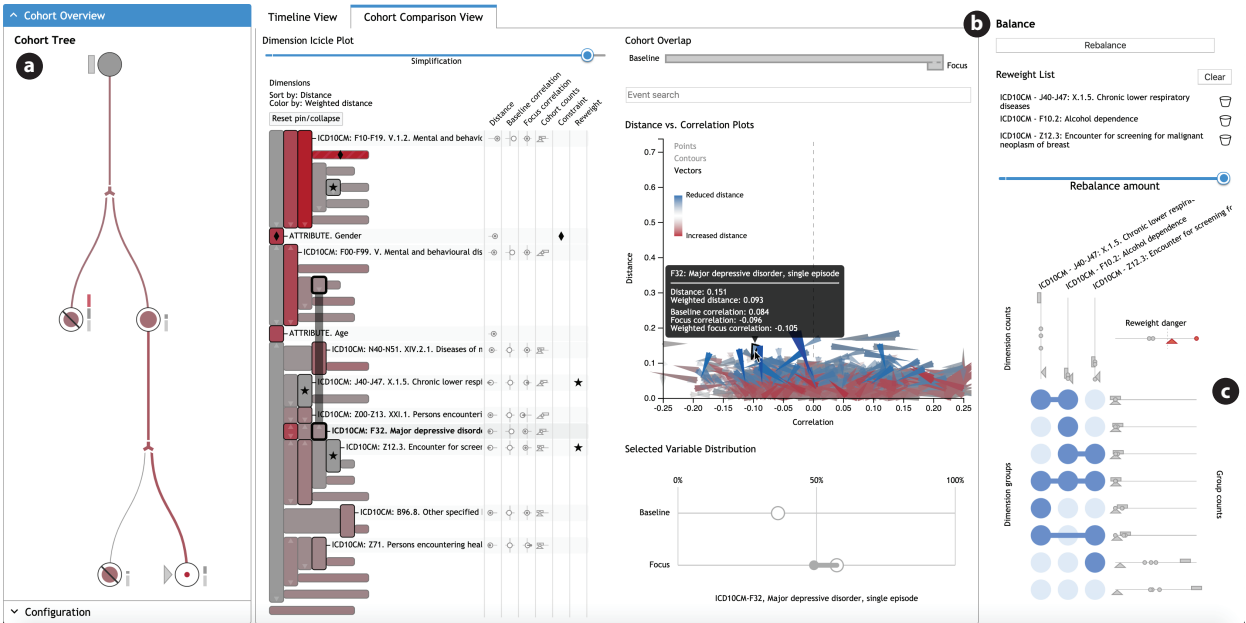 Cohort Overview
Cohort Tree
a
Configuration
Timeline View
Cohort Comparison View
Dimension Icicle Plot
Simplification
Dimensions
Sort by: Distance
Color by: Weighted distance
Reset pin/collapse
Distance
Baseline correlation
Focus correlation
Cohort counts
Constraint
Reweight
ICD10CM: F10-F19. V.1.2. Mental and behavic
ATTRIBUTE. Gender
ICD10CM: F00-F99. V. Mental and behavioural dis
ATTRIBUTE. Age
ICD10CM: N40-N51. XIV.2.1. Diseases of m
ICD10CM: J40-J47. X.1.5. Chronic lower respi
ICD10CM: Z00-Z13. XXI.1. Persons encounteri
ICD10CM: F32. Major depressive disorde
ICD10CM: Z12.3. Encounter for screer
ICD10CM: B96.8. Other specified
ICD10CM: Z71. Persons encountering heal
Cohort Overlap
Baseline
Focus
Event search
Distance vs. Correlation Plots
Points
Contours
Vectors
Reduced distance
Increased distance
0.7
0.6
0.5
0.4
0.3
0.2
0.1
0.0
Distance
F32: Major depressive disorder, single episode
Distance: 0.151
Weighted distance: 0.093
Baseline correlation: 0.084
Focus correlation: -0.096
Weighted focus correlation: -0.105
-0.25 -0.20 -0.15 -0.10 -0.05 0.00 0.05 0.10 0.15 0.20 0.25
Correlation
Selected Variable Distribution
0% 50% 100%
Baseline
Focus
ICD10CM-F32, Major depressive disorder, single episode
b
Balance
Rebalance
Reweight List
Clear
ICD10CM - J40-J47: X.1.5. Chronic lower respiratory
diseases
ICD10CM - F10.2: Alcohol dependence
ICD10CM - Z12.3: Encounter for screening for malignant
neoplasm of breast
Rebalance amount
ICD10CM - J40-J47: X.1.5. Chronic lower respira
ICD10CM - F10.2: Alcohol dependence
ICD10CM - Z12.3: Encounter for screening fo
Dimension counts
Reweight danger
c
Dimension groups
Group counts